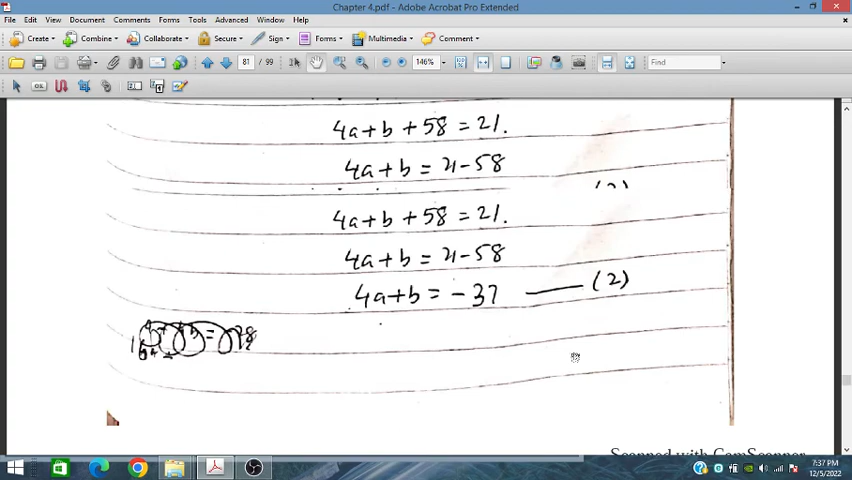 Chapter 4.pdf - Adobe Acrobat Pro Extended
File Edit View Document Comments Forms Tools Advanced Window Help
Create Combine Collaborate Secure Sign Forms Multimedia Comment
81 / 99 146% Find
4a+b+58=21.
4a+b=21-58
4a+b+58=21.
4a+b=21-58
4a+b=-37 —— (2)
Scanned with CamScanner
7:37 PM
12/5/2022